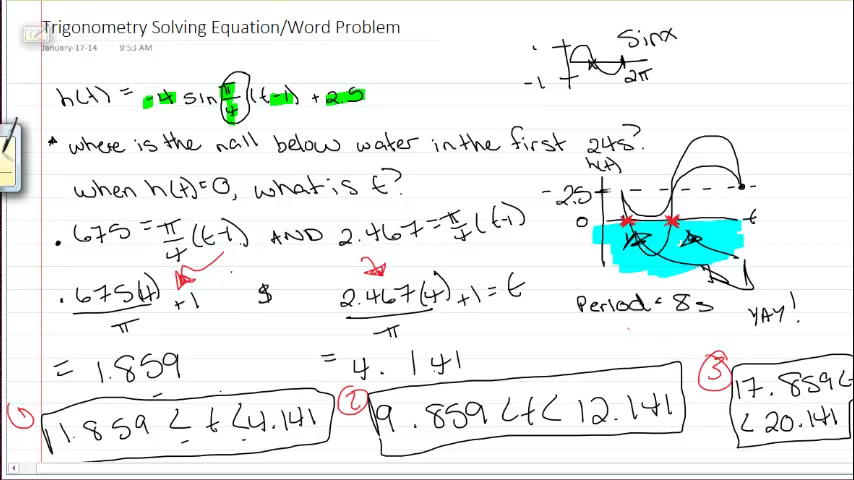 Trigonometry Solving Equation/Word Problem
January-17-14 9:53 AM
sinx
1
-1
2π
h(t) = -4 sin π/4 (t-1) + 2.5
* where is the nail below water in the first 24s?
when h(t)=0, what is t?
h(t)
2.5
0
t
.675 = π/4 (t-1) AND 2.467 = π/4 (t-1)
.675(4)/π +1 & 2.467(4)/π +1 = t
Period = 8s
YAY!
= 1.859 = 4.141
① 1.859 < t < 4.141
② 9.859 < t < 12.141
③ 17.859 <
< 20.141